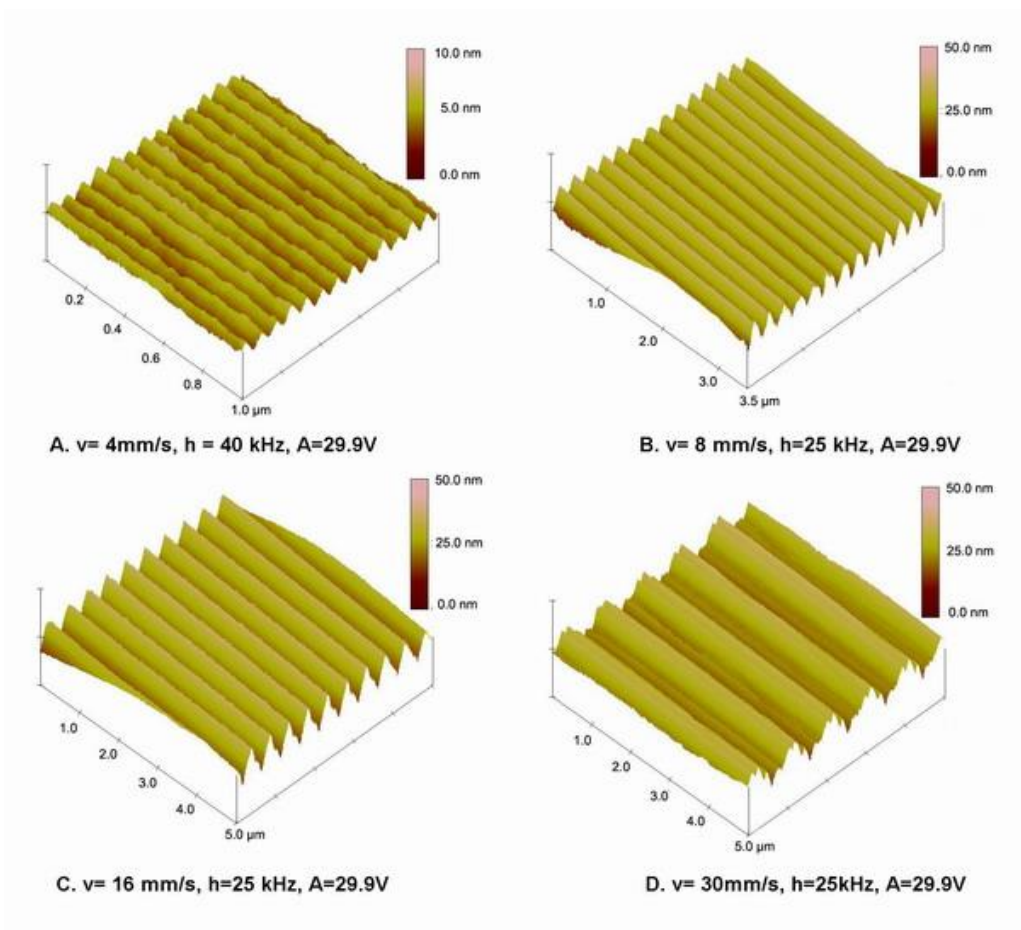 10.0 nm
5.0 nm
0.0 nm
0.2
0.4
0.6
0.8
1.0 µm
A. v= 4mm/s, h = 40 kHz, A=29.9V
50.0 nm
25.0 nm
0.0 nm
1.0
2.0
3.0
3.5 µm
B. v= 8 mm/s, h=25 kHz, A=29.9V
50.0 nm
25.0 nm
0.0 nm
1.0
2.0
3.0
4.0
5.0 µm
C. v= 16 mm/s, h=25 kHz, A=29.9V
50.0 nm
25.0 nm
0.0 nm
1.0
2.0
3.0
4.0
5.0 µm
D. v= 30mm/s, h=25kHz, A=29.9V